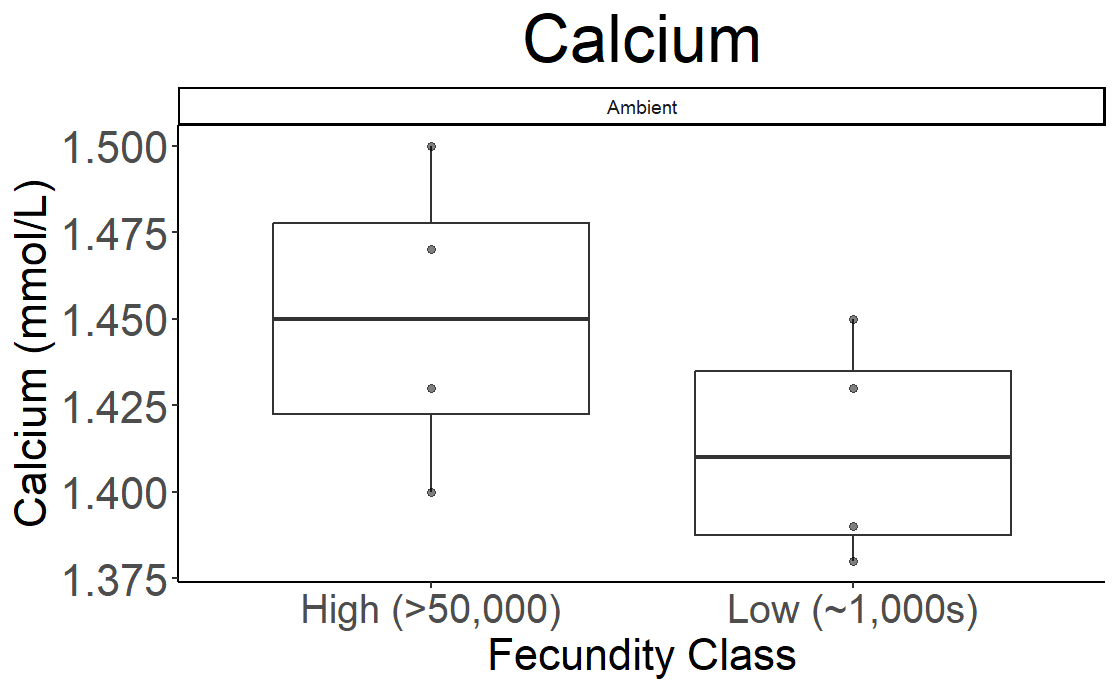 Calcium
Ambient
Calcium (mmol/L)
1.500
1.475
1.450
1.425
1.400
1.375
High (>50,000)
Low (~1,000s)
Fecundity Class